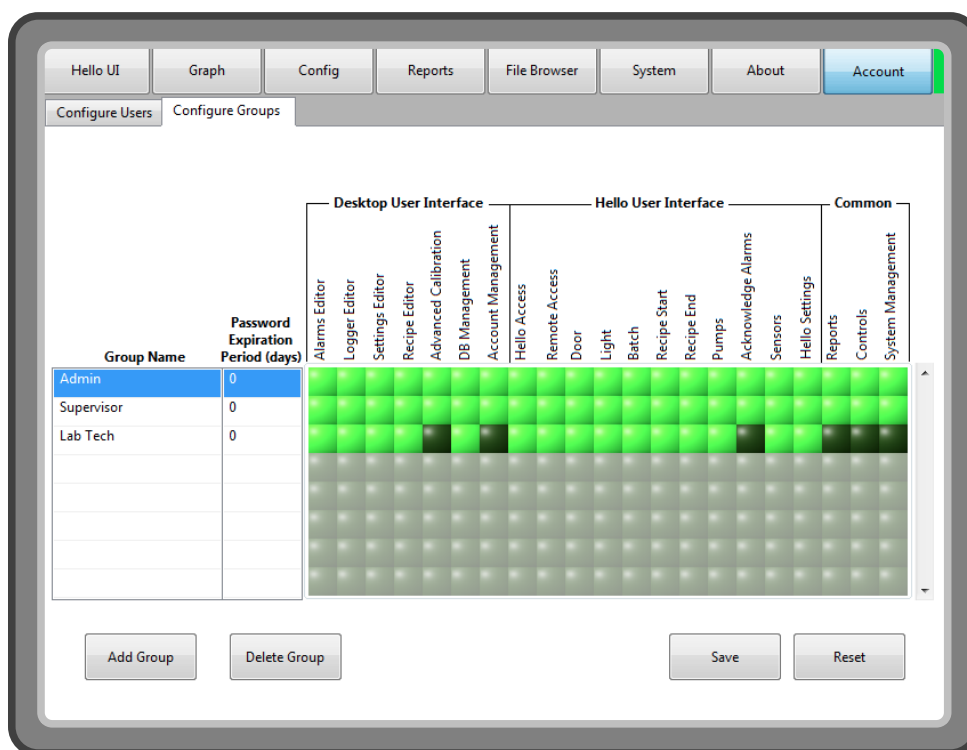 Hello UI Graph Config Reports File Browser System About Account
Configure Users Configure Groups
Desktop User Interface Hello User Interface Common
Alarms Editor
Logger Editor
Settings Editor
Recipe Editor
Advanced Calibration
DB Management
Account Management
Hello Access
Remote Access
Door
Light
Batch
Recipe Start
Recipe End
Pumps
Acknowledge Alarms
Sensors
Hello Settings
Reports
Controls
System Management
Group Name
Password
Expiration
Period (days)
Admin 0
Supervisor 0
Lab Tech 0
Add Group Delete Group Save Reset